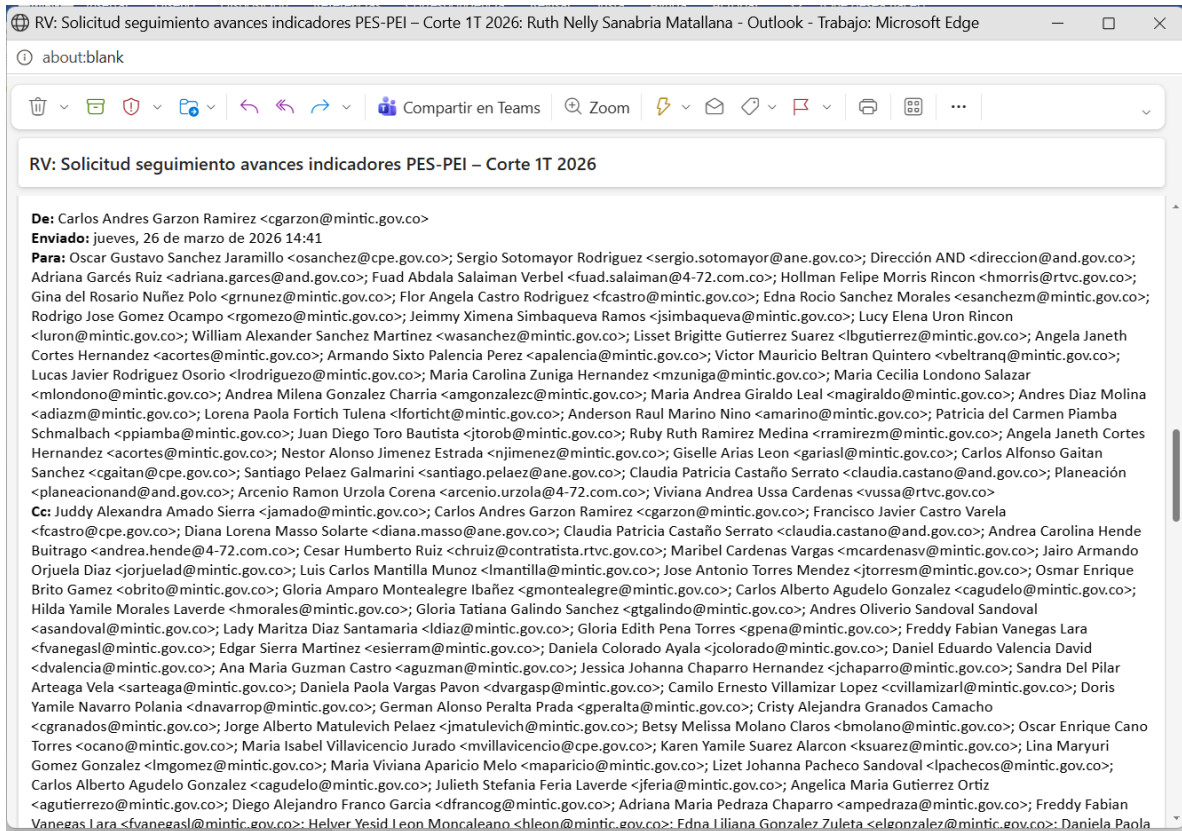 RV: Solicitud seguimiento avances indicadores PES-PEI – Corte 1T 2026: Ruth Nelly Sanabria Matallana - Outlook - Trabajo: Microsoft Edge
about:blank
Compartir en Teams Zoom
RV: Solicitud seguimiento avances indicadores PES-PEI – Corte 1T 2026
De: Carlos Andres Garzon Ramirez <cgarzon@mintic.gov.co>
Enviado: jueves, 26 de marzo de 2026 14:41
Para: Oscar Gustavo Sanchez Jaramillo <osanchez@cpe.gov.co>; Sergio Sotomayor Rodriguez <sergio.sotomayor@ane.gov.co>; Dirección AND <direccion@and.gov.co>;
Adriana Garcés Ruiz <adriana.garces@and.gov.co>; Fuad Abdala Salaiman Verbel <fuad.salaiman@4-72.com.co>; Hollman Felipe Morris Rincon <hmorris@rtvc.gov.co>;
Gina del Rosario Nuñez Polo <grnunez@mintic.gov.co>; Flor Angela Castro Rodriguez <fcastro@mintic.gov.co>; Edna Rocio Sanchez Morales <esanchezm@mintic.gov.co>;
Rodrigo Jose Gomez Ocampo <rgomezo@mintic.gov.co>; Jeimmy Ximena Simbaqueva Ramos <jsimbaqueva@mintic.gov.co>; Lucy Elena Uron Rincon
<luron@mintic.gov.co>; William Alexander Sanchez Martinez <wasanchez@mintic.gov.co>; Lisset Brigitte Gutierrez Suarez <lbgutierrez@mintic.gov.co>; Angela Janeth
Cortes Hernandez <acortes@mintic.gov.co>; Armando Sixto Palencia Perez <apalencia@mintic.gov.co>; Victor Mauricio Beltran Quintero <vbeltranq@mintic.gov.co>;
Lucas Javier Rodriguez Osorio <lrodriguezo@mintic.gov.co>; Maria Carolina Zuniga Hernandez <mzuniga@mintic.gov.co>; Maria Cecilia Londono Salazar
<mlondono@mintic.gov.co>; Andrea Milena Gonzalez Charria <amgonzalezc@mintic.gov.co>; Maria Andrea Giraldo Leal <magiraldo@mintic.gov.co>; Andres Diaz Molina
<adiazm@mintic.gov.co>; Lorena Paola Fortich Tulena <lforticht@mintic.gov.co>; Anderson Raul Marino Nino <amarino@mintic.gov.co>; Patricia del Carmen Piamba
Schmalbach <ppiamba@mintic.gov.co>; Juan Diego Toro Bautista <jtorob@mintic.gov.co>; Ruby Ruth Ramirez Medina <rramirezm@mintic.gov.co>; Angela Janeth Cortes
Hernandez <acortes@mintic.gov.co>; Nestor Alonso Jimenez Estrada <njimenez@mintic.gov.co>; Giselle Arias Leon <gariasl@mintic.gov.co>; Carlos Alfonso Gaitan
Sanchez <cgaitan@cpe.gov.co>; Santiago Pelaez Galmarini <santiago.pelaez@ane.gov.co>; Claudia Patricia Castaño Serrato <claudia.castano@and.gov.co>; Planeación
<planeacionand@and.gov.co>; Arcenio Ramon Urzola Corena <arcenio.urzola@4-72.com.co>; Viviana Andrea Ussa Cardenas <vussa@rtvc.gov.co>
Cc: Juddy Alexandra Amado Sierra <jamado@mintic.gov.co>; Carlos Andres Garzon Ramirez <cgarzon@mintic.gov.co>; Francisco Javier Castro Varela
<fcastro@cpe.gov.co>; Diana Lorena Masso Solarte <diana.masso@ane.gov.co>; Claudia Patricia Castaño Serrato <claudia.castano@and.gov.co>; Andrea Carolina Hende
Buitrago <andrea.hende@4-72.com.co>; Cesar Humberto Ruiz <chruiz@contratista.rtvc.gov.co>; Maribel Cardenas Vargas <mcardenasv@mintic.gov.co>; Jairo Armando
Orjuela Diaz <jorjuelad@mintic.gov.co>; Luis Carlos Mantilla Munoz <lmantilla@mintic.gov.co>; Jose Antonio Torres Mendez <jtorresm@mintic.gov.co>; Osmar Enrique
Brito Gamez <obrito@mintic.gov.co>; Gloria Amparo Montealegre Ibañez <gmontealegre@mintic.gov.co>; Carlos Alberto Agudelo Gonzalez <cagudelo@mintic.gov.co>;
Hilda Yamile Morales Laverde <hmorales@mintic.gov.co>; Gloria Tatiana Galindo Sanchez <gtgalindo@mintic.gov.co>; Andres Oliverio Sandoval Sandoval
<asandoval@mintic.gov.co>; Lady Maritza Diaz Santamaria <ldiaz@mintic.gov.co>; Gloria Edith Pena Torres <gpena@mintic.gov.co>; Freddy Fabian Vanegas Lara
<fvanegasl@mintic.gov.co>; Edgar Sierra Martinez <esierram@mintic.gov.co>; Daniela Colorado Ayala <jcolorado@mintic.gov.co>; Daniel Eduardo Valencia David
<dvalencia@mintic.gov.co>; Ana Maria Guzman Castro <aguzman@mintic.gov.co>; Jessica Johanna Chaparro Hernandez <jchaparro@mintic.gov.co>; Sandra Del Pilar
Arteaga Vela <sarteaga@mintic.gov.co>; Daniela Paola Vargas Pavon <dvargasp@mintic.gov.co>; Camilo Ernesto Villamizar Lopez <cvillamizarl@mintic.gov.co>; Doris
Yamile Navarro Polania <dnavarrop@mintic.gov.co>; German Alonso Peralta Prada <gperalta@mintic.gov.co>; Cristy Alejandra Granados Camacho
<cgranados@mintic.gov.co>; Jorge Alberto Matulevich Pelaez <jmatulevich@mintic.gov.co>; Betsy Melissa Molano Claros <bmolano@mintic.gov.co>; Oscar Enrique Cano
Torres <ocano@mintic.gov.co>; Maria Isabel Villavicencio Jurado <mvillavicencio@cpe.gov.co>; Karen Yamile Suarez Alarcon <ksuarez@mintic.gov.co>; Lina Maryuri
Gomez Gonzalez <lmgomez@mintic.gov.co>; Maria Viviana Aparicio Melo <maparicio@mintic.gov.co>; Lizet Johanna Pacheco Sandoval <lpachecos@mintic.gov.co>;
Carlos Alberto Agudelo Gonzalez <cagudelo@mintic.gov.co>; Julieth Stefania Feria Laverde <jferia@mintic.gov.co>; Angelica Maria Gutierrez Ortiz
<agutierrezo@mintic.gov.co>; Diego Alejandro Franco Garcia <dfrancog@mintic.gov.co>; Adriana Maria Pedraza Chaparro <ampedraza@mintic.gov.co>; Freddy Fabian
Vanegas Lara <fvanegasl@mintic.gov.co>; Helver Yesid Leon Moncaleano <hleon@mintic.gov.co>; Edna Liliana Gonzalez Zuleta <elgonzalez@mintic.gov.co>; Daniela Paola